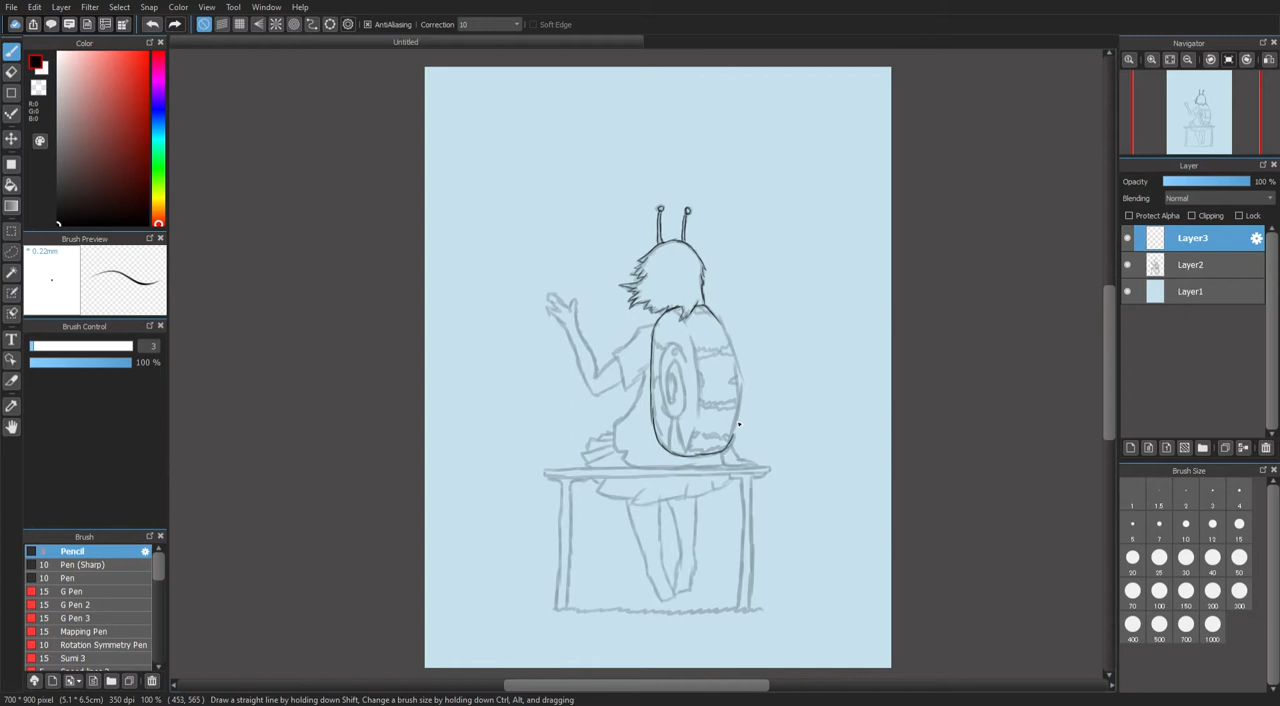 File Edit Layer Filter Select Snap Color View Tool Window Help
AntiAliasing Correction 10 Soft Edge
Color
Untitled
Navigator
R:0
G:0
B:0
Layer
Opacity 100 %
Blending Normal
Protect Alpha Clipping Lock
Layer3
Layer2
Layer1
Brush Preview
* 0.22mm
Brush Control
3
100 %
Brush Size
1 1.5 2 3 4
5 7 10 12 15
20 25 30 40 50
70 100 150 200 300
400 500 700 1000
Brush
3 Pencil
10 Pen (Sharp)
10 Pen
15 G Pen
15 G Pen 2
15 G Pen 3
15 Mapping Pen
10 Rotation Symmetry Pen
15 Sumi 3
700 * 900 pixel (5.1 * 6.5cm) 350 dpi 100 % ( 453, 565) Draw a straight line by holding down Shift, Change a brush size by holding down Ctrl, Alt, and dragging